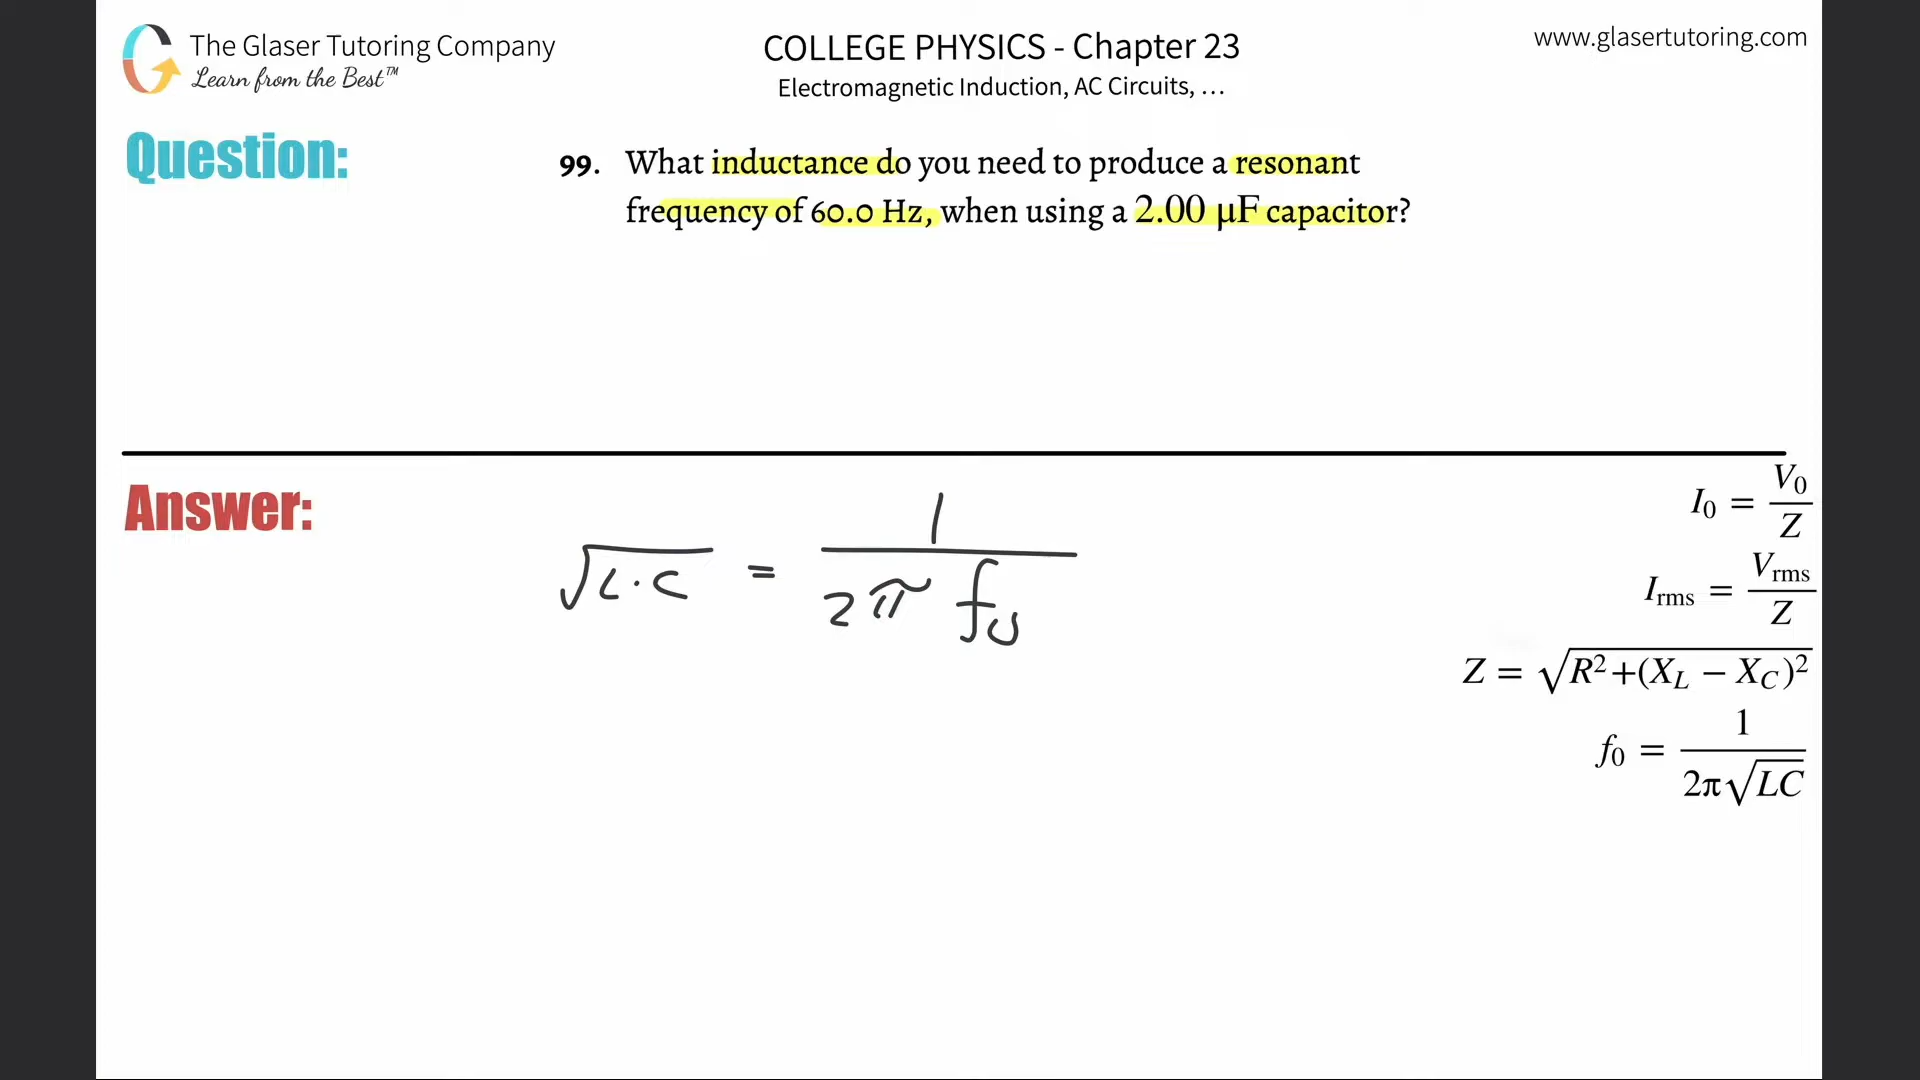 The Glaser Tutoring Company
Learn from the Best™
COLLEGE PHYSICS - Chapter 23
Electromagnetic Induction, AC Circuits, …
www.glasertutoring.com
Question:
99. What inductance do you need to produce a resonant
frequency of 60.0 Hz, when using a 2.00 μF capacitor?
Answer:
√L·C = 1 / 2π f₀
I₀ = V₀ / Z
Irms = Vrms / Z
Z = √R²+(X_L − X_C)²
f₀ = 1 / 2π√LC